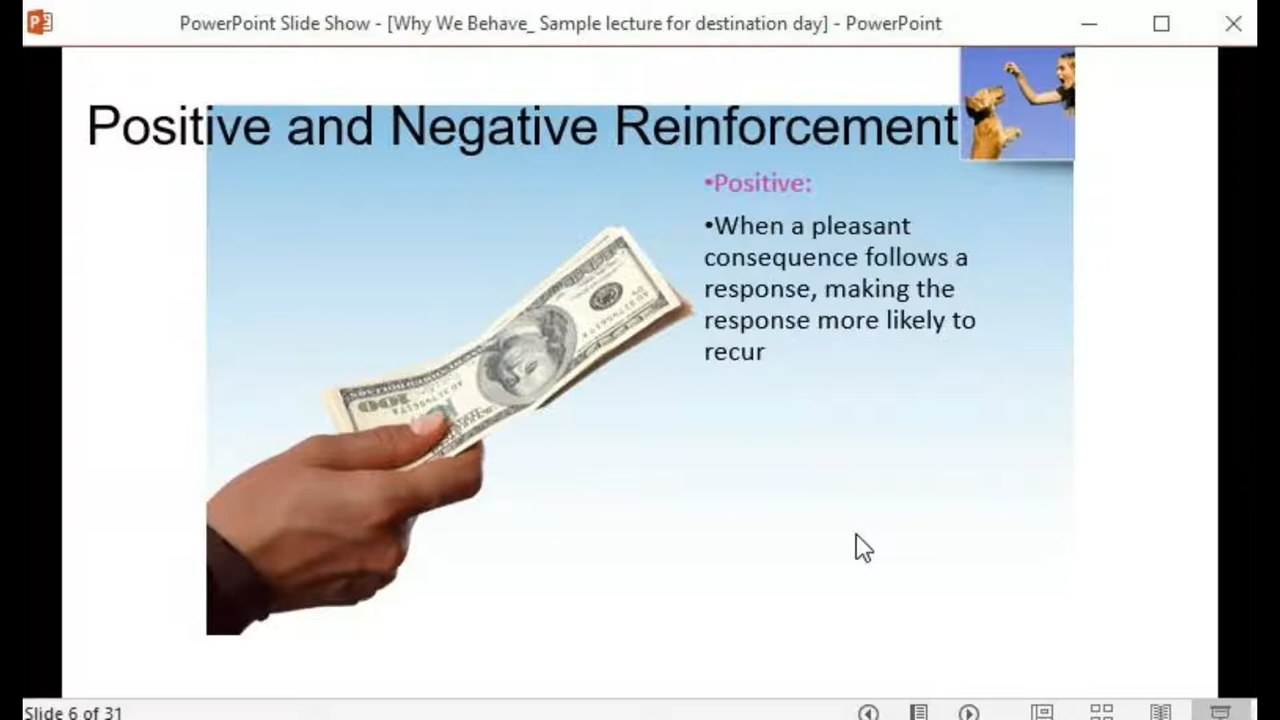 PowerPoint Slide Show - [Why We Behave_ Sample lecture for destination day] - PowerPoint
Positive and Negative Reinforcement
•Positive:
•When a pleasant
consequence follows a
response, making the
response more likely to
recur
100
Slide 6 of 31